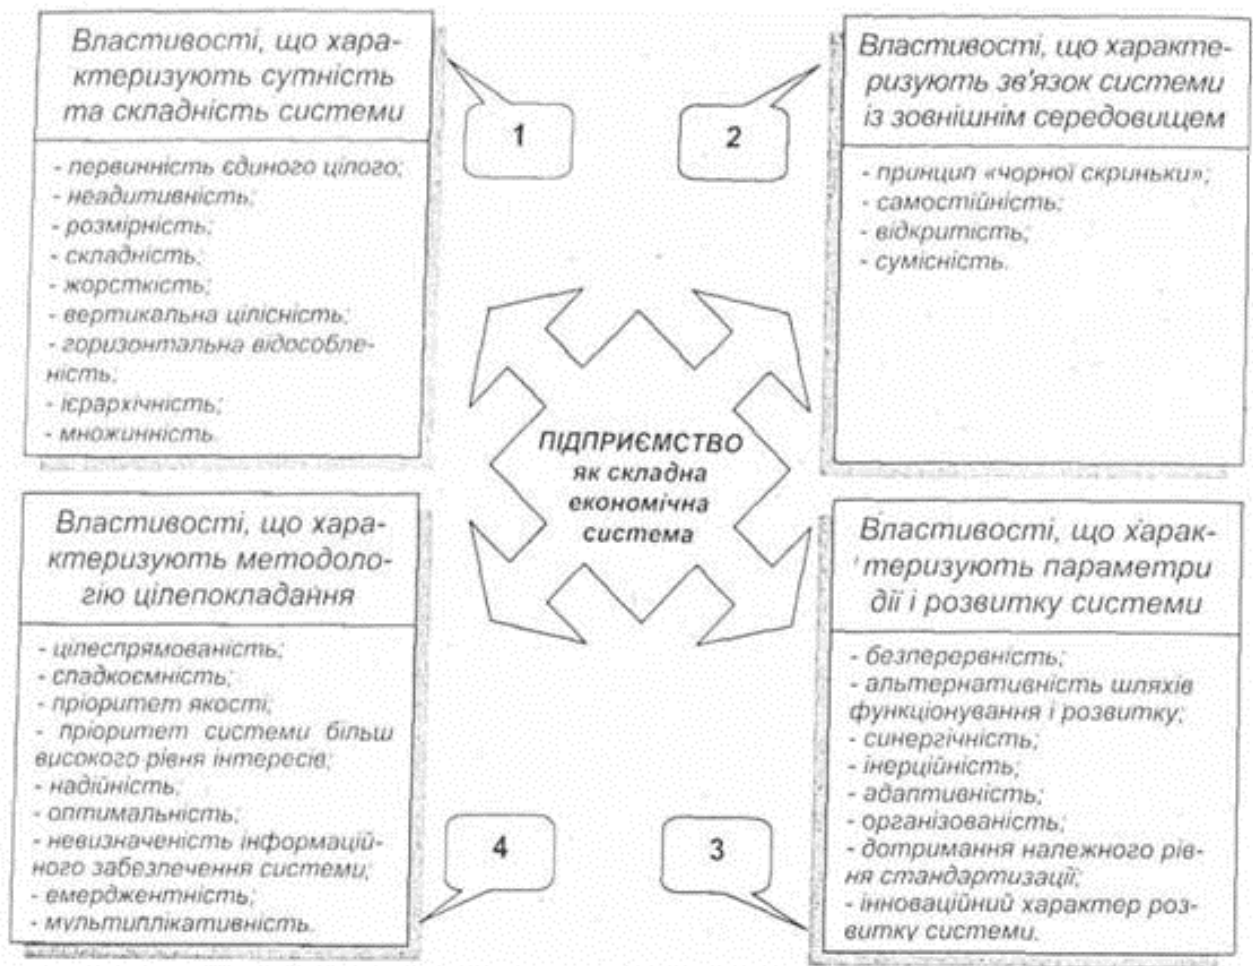 Властивості, що хара-
ктеризують сутність
та складність системи
- первинність єдиного цілого;
- неадитивність;
- розмірність;
- складність;
- жорсткість;
- вертикальна цілісність;
- горизонтальна відособле-
ність;
- ієрархічність;
- множинність.
1
2
Властивості, що характе-
ризують зв'язок системи
із зовнішнім середовищем
- принцип «чорної скриньки»;
- самостійність;
- відкритість;
- сумісність.
ПІДПРИЄМСТВО
як складна
економічна
система
Властивості, що хара-
ктеризують методоло-
гію цілепокладання
- цілеспрямованість;
- спадкоємність;
- пріоритет якості;
- пріоритет системи більш
високого рівня інтересів;
- надійність;
- оптимальність;
- невизначеність інформацій-
ного забезпечення системи;
- емерджентність;
- мультиплікативність.
4
3
Властивості, що харак-
теризують параметри
дії і розвитку системи
- безперервність;
- альтернативність шляхів
функціонування і розвитку;
- синергічність;
- інерційність;
- адаптивність;
- організованість;
- дотримання належного рів-
ня стандартизації;
- інноваційний характер роз-
витку системи.